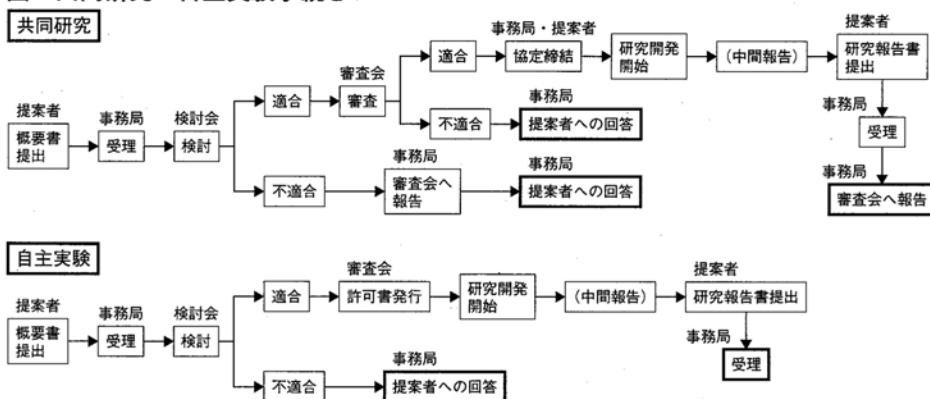 共同研究
提案者
概要書
提出
事務局
受理
検討会
検討
適合
審査会
審査
適合
事務局・提案者
協定締結
研究開発
開始
(中間報告)
提案者
研究報告書
提出
事務局
受理
事務局
審査会へ報告
不適合
事務局
提案者への回答
不適合
事務局
審査会へ
報告
事務局
提案者への回答
自主実験
提案者
概要書
提出
事務局
受理
検討会
検討
適合
審査会
許可書発行
研究開発
開始
(中間報告)
提案者
研究報告書提出
事務局
受理
不適合
事務局
提案者への回答